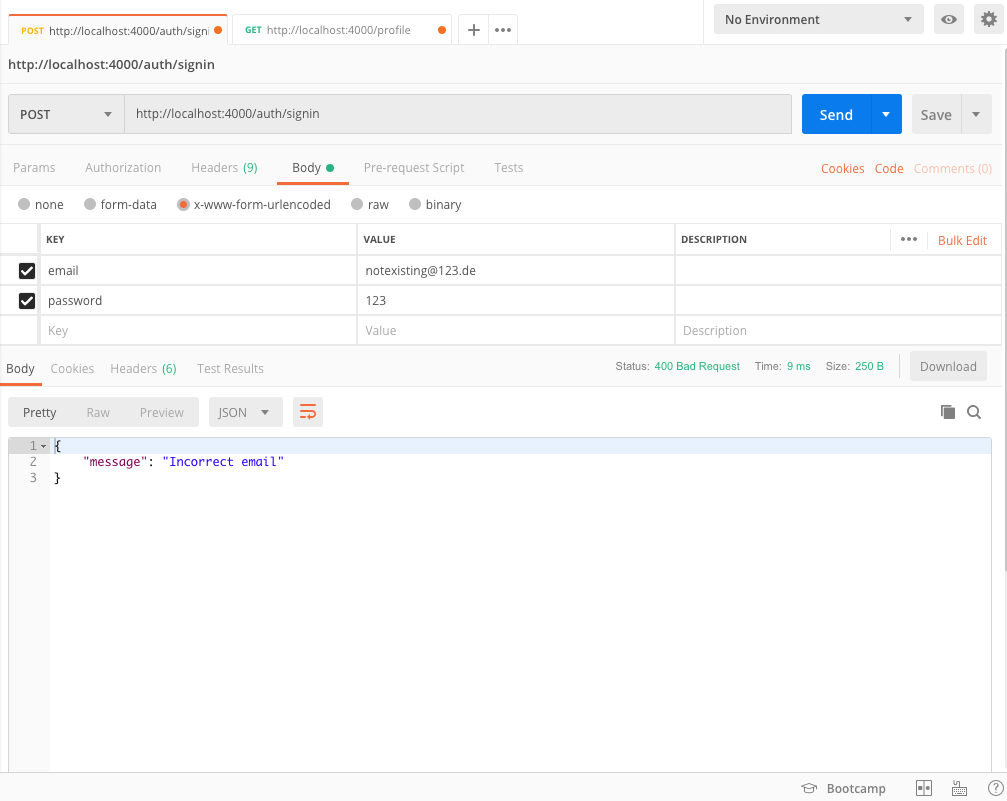 POST http://localhost:4000/auth/signi GET http://localhost:4000/profile No Environment
http://localhost:4000/auth/signin
POST http://localhost:4000/auth/signin Send Save
Params Authorization Headers (9) Body Pre-request Script Tests Cookies Code Comments (0)
none form-data x-www-form-urlencoded raw binary
KEY VALUE DESCRIPTION Bulk Edit
email notexisting@123.de
password 123
Key Value Description
Body Cookies Headers (6) Test Results Status: 400 Bad Request Time: 9 ms Size: 250 B Download
Pretty Raw Preview JSON
1 {
2 "message": "Incorrect email"
3 }
Bootcamp